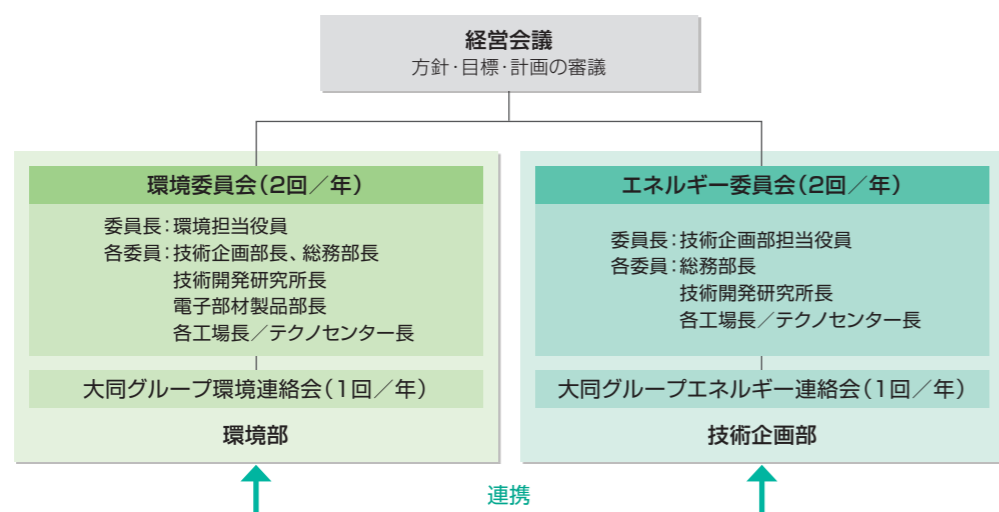 経営会議
方針・目標・計画の審議
環境委員会(2回／年)
委員長：環境担当役員
各委員：技術企画部長、総務部長
技術開発研究所長
電子部材製品部長
各工場長／テクノセンター長
大同グループ環境連絡会(1回／年)
環境部
エネルギー委員会(2回／年)
委員長：技術企画部担当役員
各委員：総務部長
技術開発研究所長
各工場長／テクノセンター長
大同グループエネルギー連絡会(1回／年)
技術企画部
連携